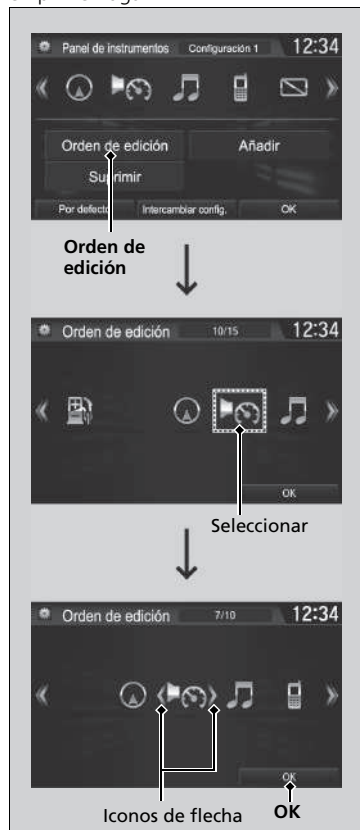 Panel de instrumentos Configuración 1 12:34
Orden de edición Añadir
Suprimir
Por defecto Intercambiar config. OK
Orden de
edición
Orden de edición 10/15 12:34
OK
Seleccionar
Orden de edición 7/10 12:34
OK
Iconos de flecha OK